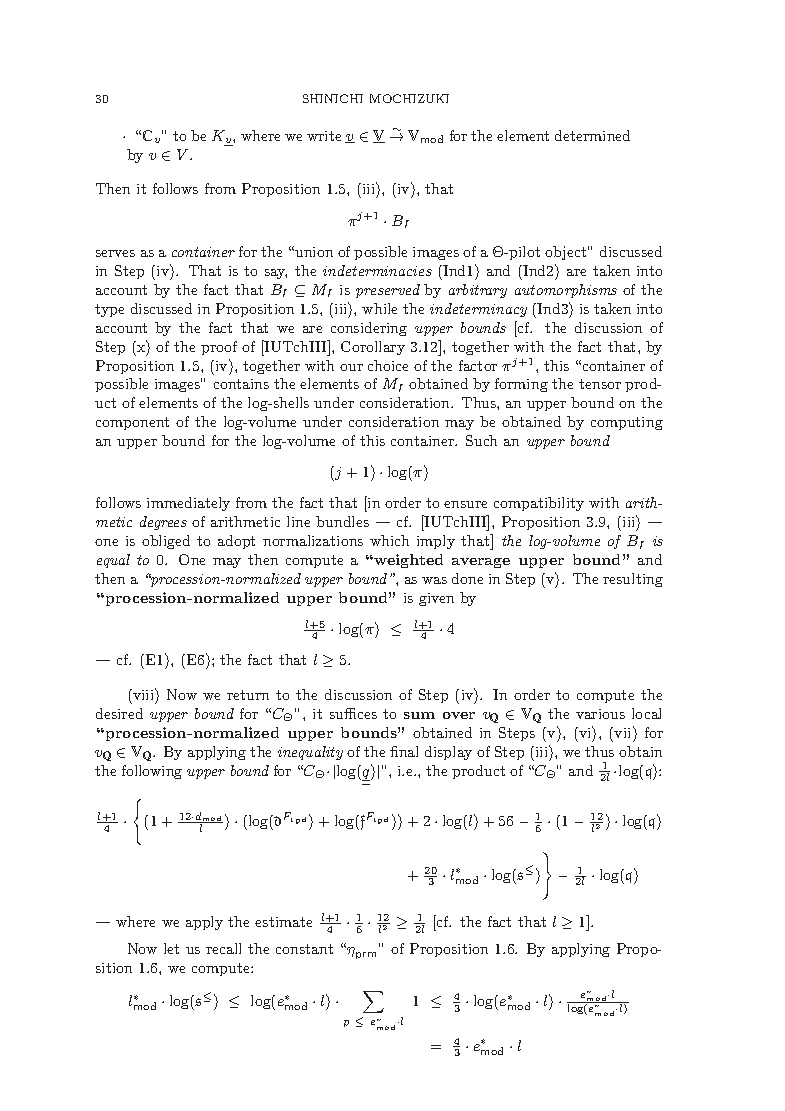 30 SHINICHI MOCHIZUKI
· “ℂ_v” to be K_v̲, where we write v̲ ∈ 𝕍̲ ⥲ 𝕍_mod for the element determined
by v ∈ V.
Then it follows from Proposition 1.5, (iii), (iv), that
π^{j+1} · B_I
serves as a container for the “union of possible images of a Θ-pilot object” discussed
in Step (iv). That is to say, the indeterminacies (Ind1) and (Ind2) are taken into
account by the fact that B_I ⊆ M_I is preserved by arbitrary automorphisms of the
type discussed in Proposition 1.5, (iii), while the indeterminacy (Ind3) is taken into
account by the fact that we are considering upper bounds [cf. the discussion of
Step (x) of the proof of [IUTchIII], Corollary 3.12], together with the fact that, by
Proposition 1.5, (iv), together with our choice of the factor π^{j+1}, this “container of
possible images” contains the elements of M_I obtained by forming the tensor prod-
uct of elements of the log-shells under consideration. Thus, an upper bound on the
component of the log-volume under consideration may be obtained by computing
an upper bound for the log-volume of this container. Such an upper bound
(j + 1) · log(π)
follows immediately from the fact that [in order to ensure compatibility with arith-
metic degrees of arithmetic line bundles — cf. [IUTchIII], Proposition 3.9, (iii) —
one is obliged to adopt normalizations which imply that] the log-volume of B_I is
equal to 0. One may then compute a “weighted average upper bound” and
then a “procession-normalized upper bound”, as was done in Step (v). The resulting
“procession-normalized upper bound” is given by
\frac{l+5}{4} · log(π) ≤ \frac{l+1}{4} · 4
— cf. (E1), (E6); the fact that l ≥ 5.
(viii) Now we return to the discussion of Step (iv). In order to compute the
desired upper bound for “C_Θ”, it suffices to sum over v_ℚ ∈ 𝕍_ℚ the various local
“procession-normalized upper bounds” obtained in Steps (v), (vi), (vii) for
v_ℚ ∈ 𝕍_ℚ. By applying the inequality of the final display of Step (iii), we thus obtain
the following upper bound for “C_Θ·|log(q̲̲)|”, i.e., the product of “C_Θ” and \frac{1}{2l}·log(𝔮):
\frac{l+1}{4} · { (1 + \frac{12·d_mod}{l}) · (log(𝔡^{F_tpd}) + log(𝔣^{F_tpd})) + 2 · log(l) + 56 − \frac{1}{6} · (1 − \frac{12}{l^2}) · log(𝔮)
+ \frac{20}{3} · l*_mod · log(𝔰^≤) } − \frac{1}{2l} · log(𝔮)
— where we apply the estimate \frac{l+1}{4} · \frac{1}{6} · \frac{12}{l^2} ≥ \frac{1}{2l} [cf. the fact that l ≥ 1].
Now let us recall the constant “η_prm” of Proposition 1.6. By applying Propo-
sition 1.6, we compute:
l*_mod · log(𝔰^≤) ≤ log(e*_mod · l) · ∑_{p ≤ e*_mod·l} 1 ≤ \frac{4}{3} · log(e*_mod · l) · \frac{e*_mod·l}{log(e*_mod·l)}
= \frac{4}{3} · e*_mod · l